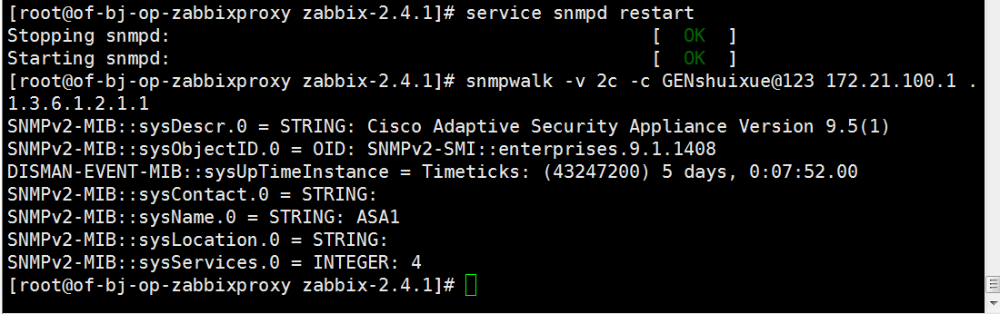 [root@of-bj-op-zabbixproxy zabbix-2.4.1]# service snmpd restart
Stopping snmpd:                                            [  OK  ]
Starting snmpd:                                            [  OK  ]
[root@of-bj-op-zabbixproxy zabbix-2.4.1]# snmpwalk -v 2c -c GENshuixue@123 172.21.100.1 .
1.3.6.1.2.1.1
SNMPv2-MIB::sysDescr.0 = STRING: Cisco Adaptive Security Appliance Version 9.5(1)
SNMPv2-MIB::sysObjectID.0 = OID: SNMPv2-SMI::enterprises.9.1.1408
DISMAN-EVENT-MIB::sysUpTimeInstance = Timeticks: (43247200) 5 days, 0:07:52.00
SNMPv2-MIB::sysContact.0 = STRING:
SNMPv2-MIB::sysName.0 = STRING: ASA1
SNMPv2-MIB::sysLocation.0 = STRING:
SNMPv2-MIB::sysServices.0 = INTEGER: 4
[root@of-bj-op-zabbixproxy zabbix-2.4.1]#